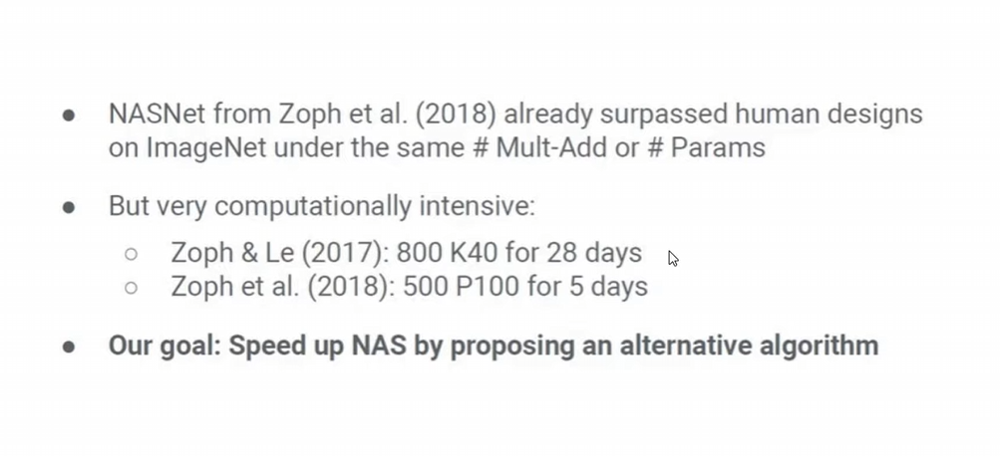 ● NASNet from Zoph et al. (2018) already surpassed human designs
on ImageNet under the same # Mult-Add or # Params
● But very computationally intensive:
○ Zoph & Le (2017): 800 K40 for 28 days
○ Zoph et al. (2018): 500 P100 for 5 days
● Our goal: Speed up NAS by proposing an alternative algorithm